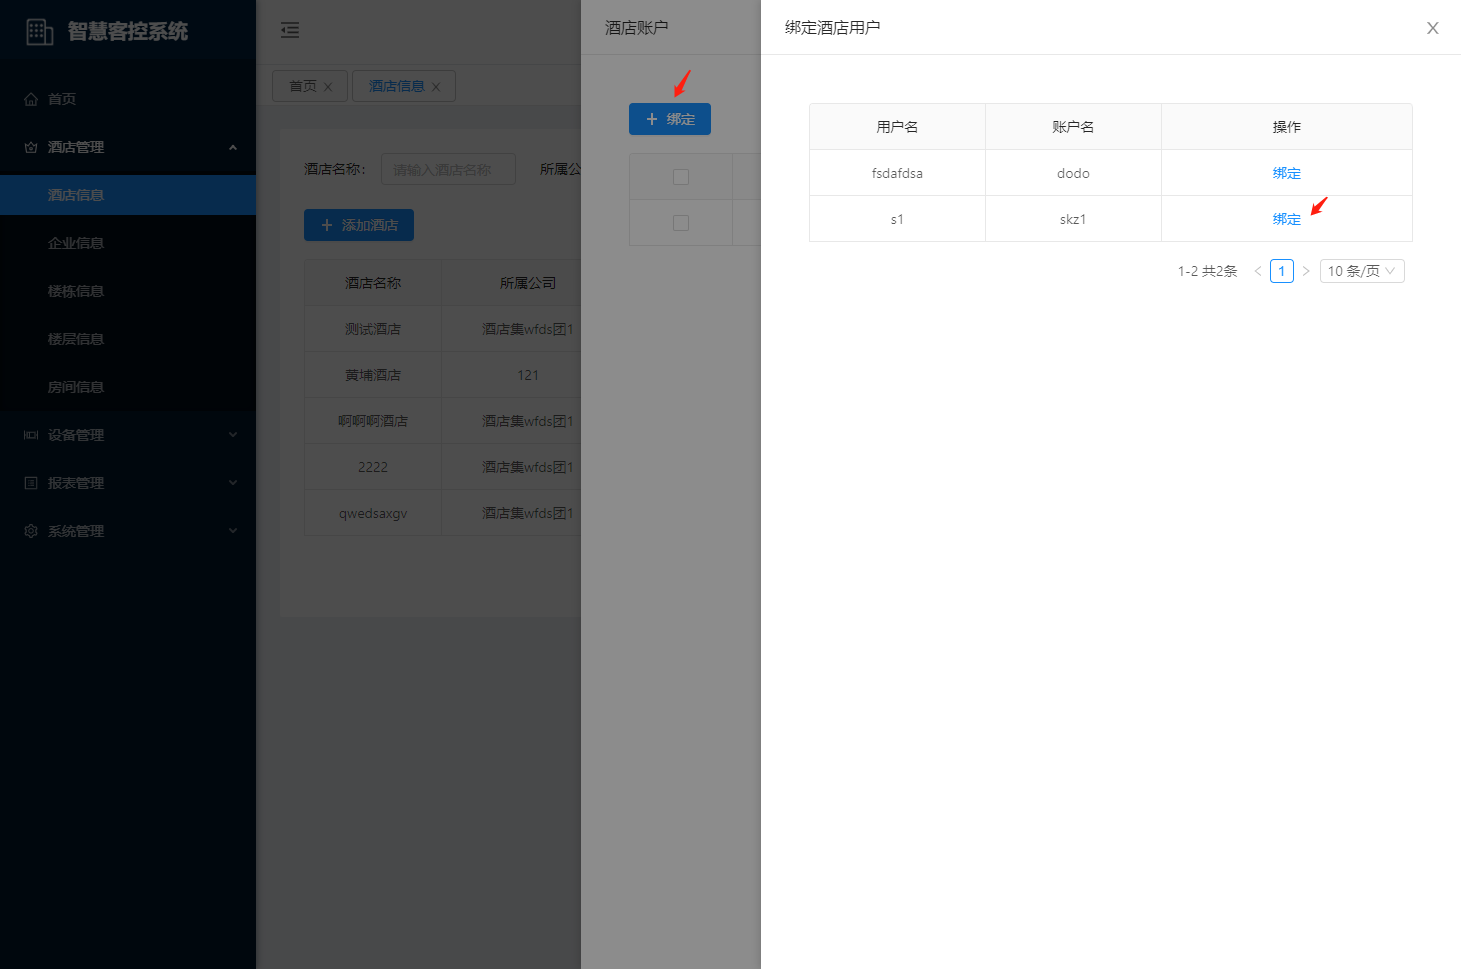 智慧客控系统
首页
酒店管理
酒店信息
企业信息
楼栋信息
楼层信息
房间信息
设备管理
报表管理
系统管理
首页
酒店信息
酒店名称：
请输入酒店名称
所属公
添加酒店
酒店名称 所属公司
测试酒店 酒店集wfds团1
黄埔酒店 121
啊啊啊酒店 酒店集wfds团1
2222 酒店集wfds团1
qwedsaxgv 酒店集wfds团1
酒店账户
绑定
绑定酒店用户
用户名 账户名 操作
fsdafdsa dodo 绑定
s1 skz1 绑定
1-2 共2条 < 1 > 10 条/页